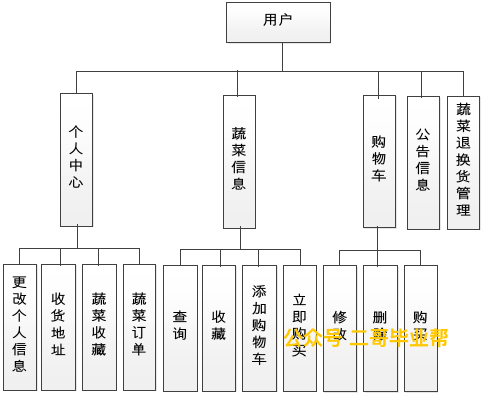 用户
个人中心
蔬菜信息
购物车
公告信息
蔬菜退换货管理
更改个人信息
收货地址
蔬菜收藏
蔬菜订单
查询
收藏
添加购物车
立即购买
修改
删除
购买
公众号 二哥毕业帮